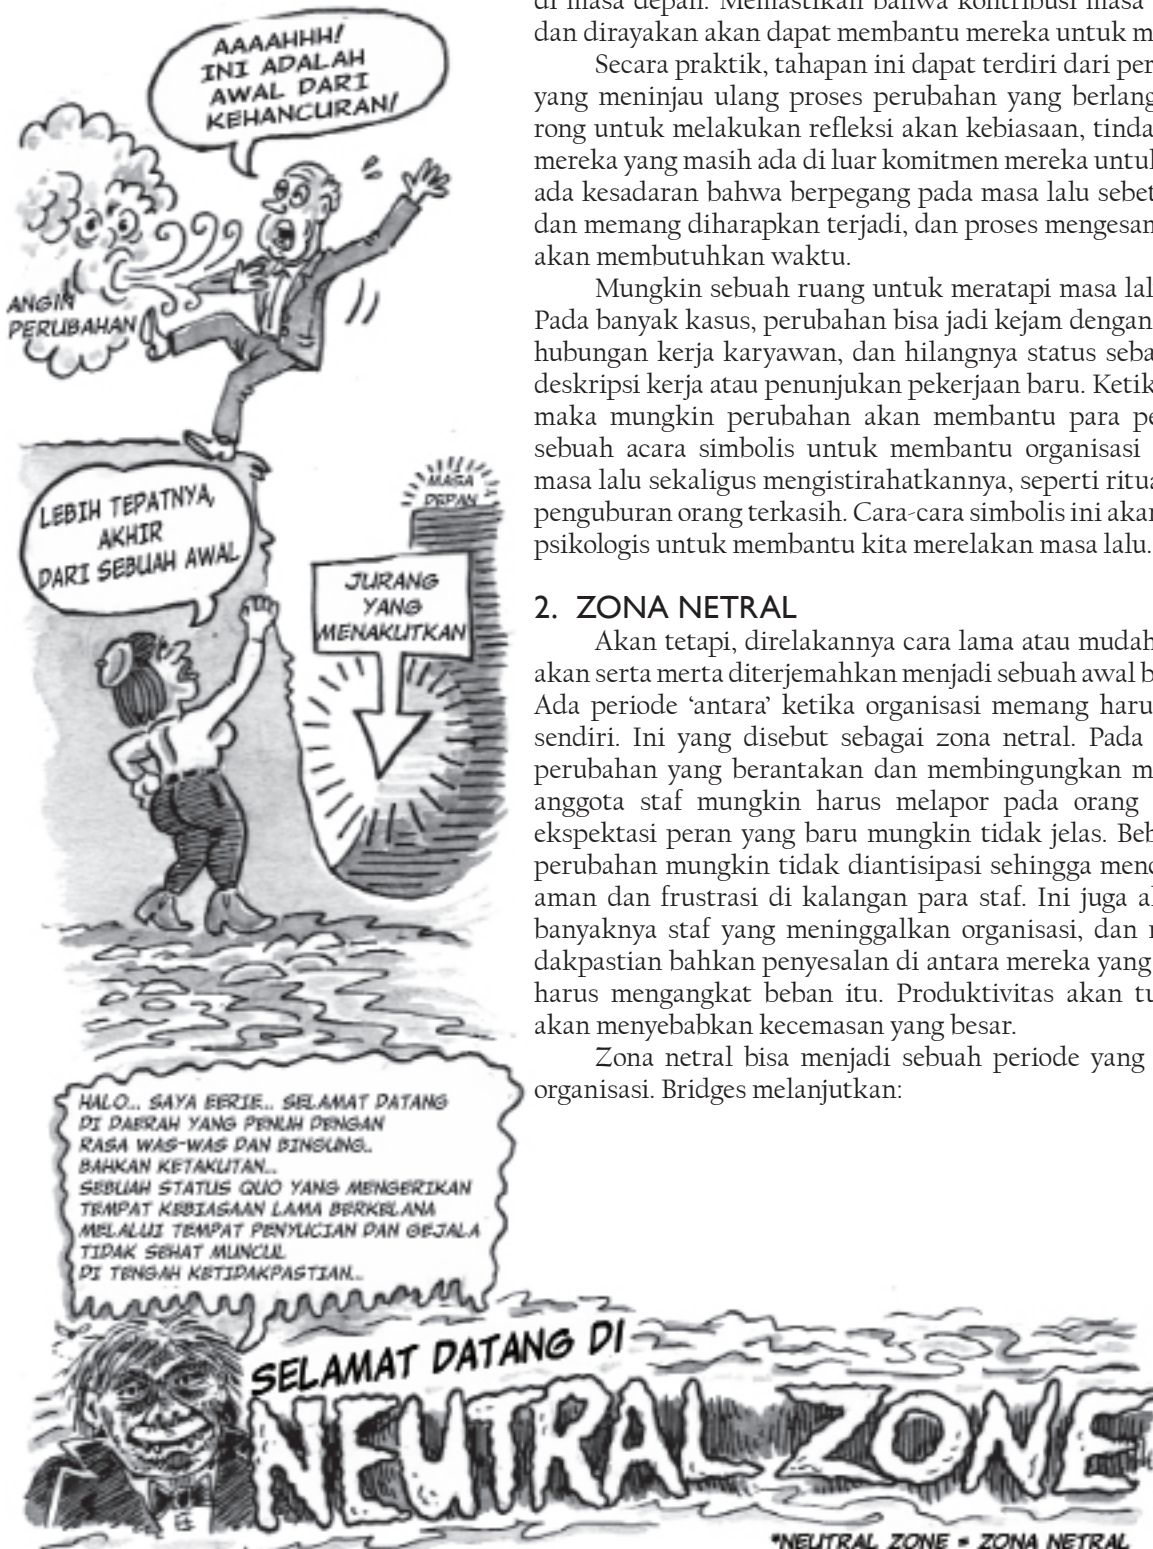 AAAAHHH!
INI ADALAH
AWAL DARI
KEHANCURAN!
ANGIN
PERUBAHAN
LEBIH TEPATNYA,
AKHIR
DARI SEBUAH AWAL
MASA
DEPAN
JURANG
YANG
MENAKUTKAN
HALO... SAYA EERIE... SELAMAT DATANG
DI DAERAH YANG PENUH DENGAN
RASA WAS-WAS DAN BINGUNG..
BAHKAN KETAKUTAN...
SEBUAH STATUS QUO YANG MENGERIKAN
TEMPAT KEBIASAAN LAMA BERKELANA
MELALUI TEMPAT PENYUCIAN DAN GEJALA
TIDAK SEHAT MUNCUL
DI TENGAH KETIDAKPASTIAN...
SELAMAT DATANG DI
NEUTRAL ZONE
*NEUTRAL ZONE = ZONA NETRAL
di masa depan. Memastikan bahwa kontribusi masa
dan dirayakan akan dapat membantu mereka untuk m
Secara praktik, tahapan ini dapat terdiri dari per
yang meninjau ulang proses perubahan yang berlang
rong untuk melakukan refleksi akan kebiasaan, tinda
mereka yang masih ada di luar komitmen mereka untuk
ada kesadaran bahwa berpegang pada masa lalu sebet
dan memang diharapkan terjadi, dan proses mengesam
akan membutuhkan waktu.
Mungkin sebuah ruang untuk meratapi masa lal
Pada banyak kasus, perubahan bisa jadi kejam dengan
hubungan kerja karyawan, dan hilangnya status seba
deskripsi kerja atau penunjukan pekerjaan baru. Ketik
maka mungkin perubahan akan membantu para pe
sebuah acara simbolis untuk membantu organisasi
masa lalu sekaligus mengistirahatkannya, seperti ritua
penguburan orang terkasih. Cara-cara simbolis ini akan
psikologis untuk membantu kita merelakan masa lalu.
2. ZONA NETRAL
Akan tetapi, direlakannya cara lama atau mudah
akan serta merta diterjemahkan menjadi sebuah awal b
Ada periode ‘antara’ ketika organisasi memang haru
sendiri. Ini yang disebut sebagai zona netral. Pada
perubahan yang berantakan dan membingungkan m
anggota staf mungkin harus melapor pada orang
ekspektasi peran yang baru mungkin tidak jelas. Beb
perubahan mungkin tidak diantisipasi sehingga menc
aman dan frustrasi di kalangan para staf. Ini juga al
banyaknya staf yang meninggalkan organisasi, dan
dakpastian bahkan penyesalan di antara mereka yang
harus mengangkat beban itu. Produktivitas akan tu
akan menyebabkan kecemasan yang besar.
Zona netral bisa menjadi sebuah periode yang
organisasi. Bridges melanjutkan: